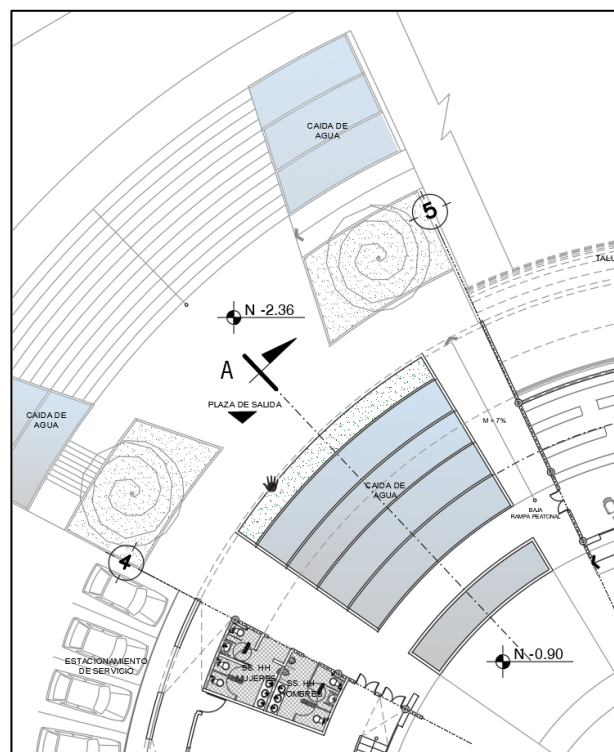 CAIDA DE
AGUA
5
TALU
N -2.36
A
PLAZA DE SALIDA
CAIDA DE
AGUA
M = 7%
CAIDA DE
AGUA
BAJA
RAMPA PEATONAL
4
ESTACIONAMIENTO
DE SERVICIO
SS. HH
MUJERES
SS. HH
HOMBRES
N -0.90